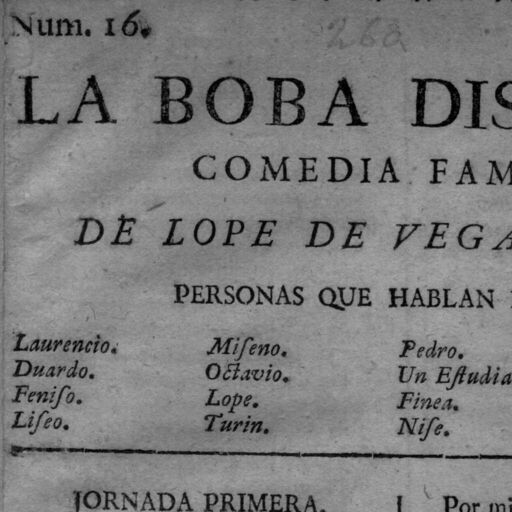 Num. 16.
26a
LA BOBA DIS
COMEDIA FAM
DE LOPE DE VEGA
PERSONAS QUE HABLAN
Laurencio. Miſeno. Pedro.
Duardo. Octavio. Un Eſtudia
Feniſo. Lope. Finea.
Liſeo. Turin. Niſe.
JORNADA PRIMERA. Por mi